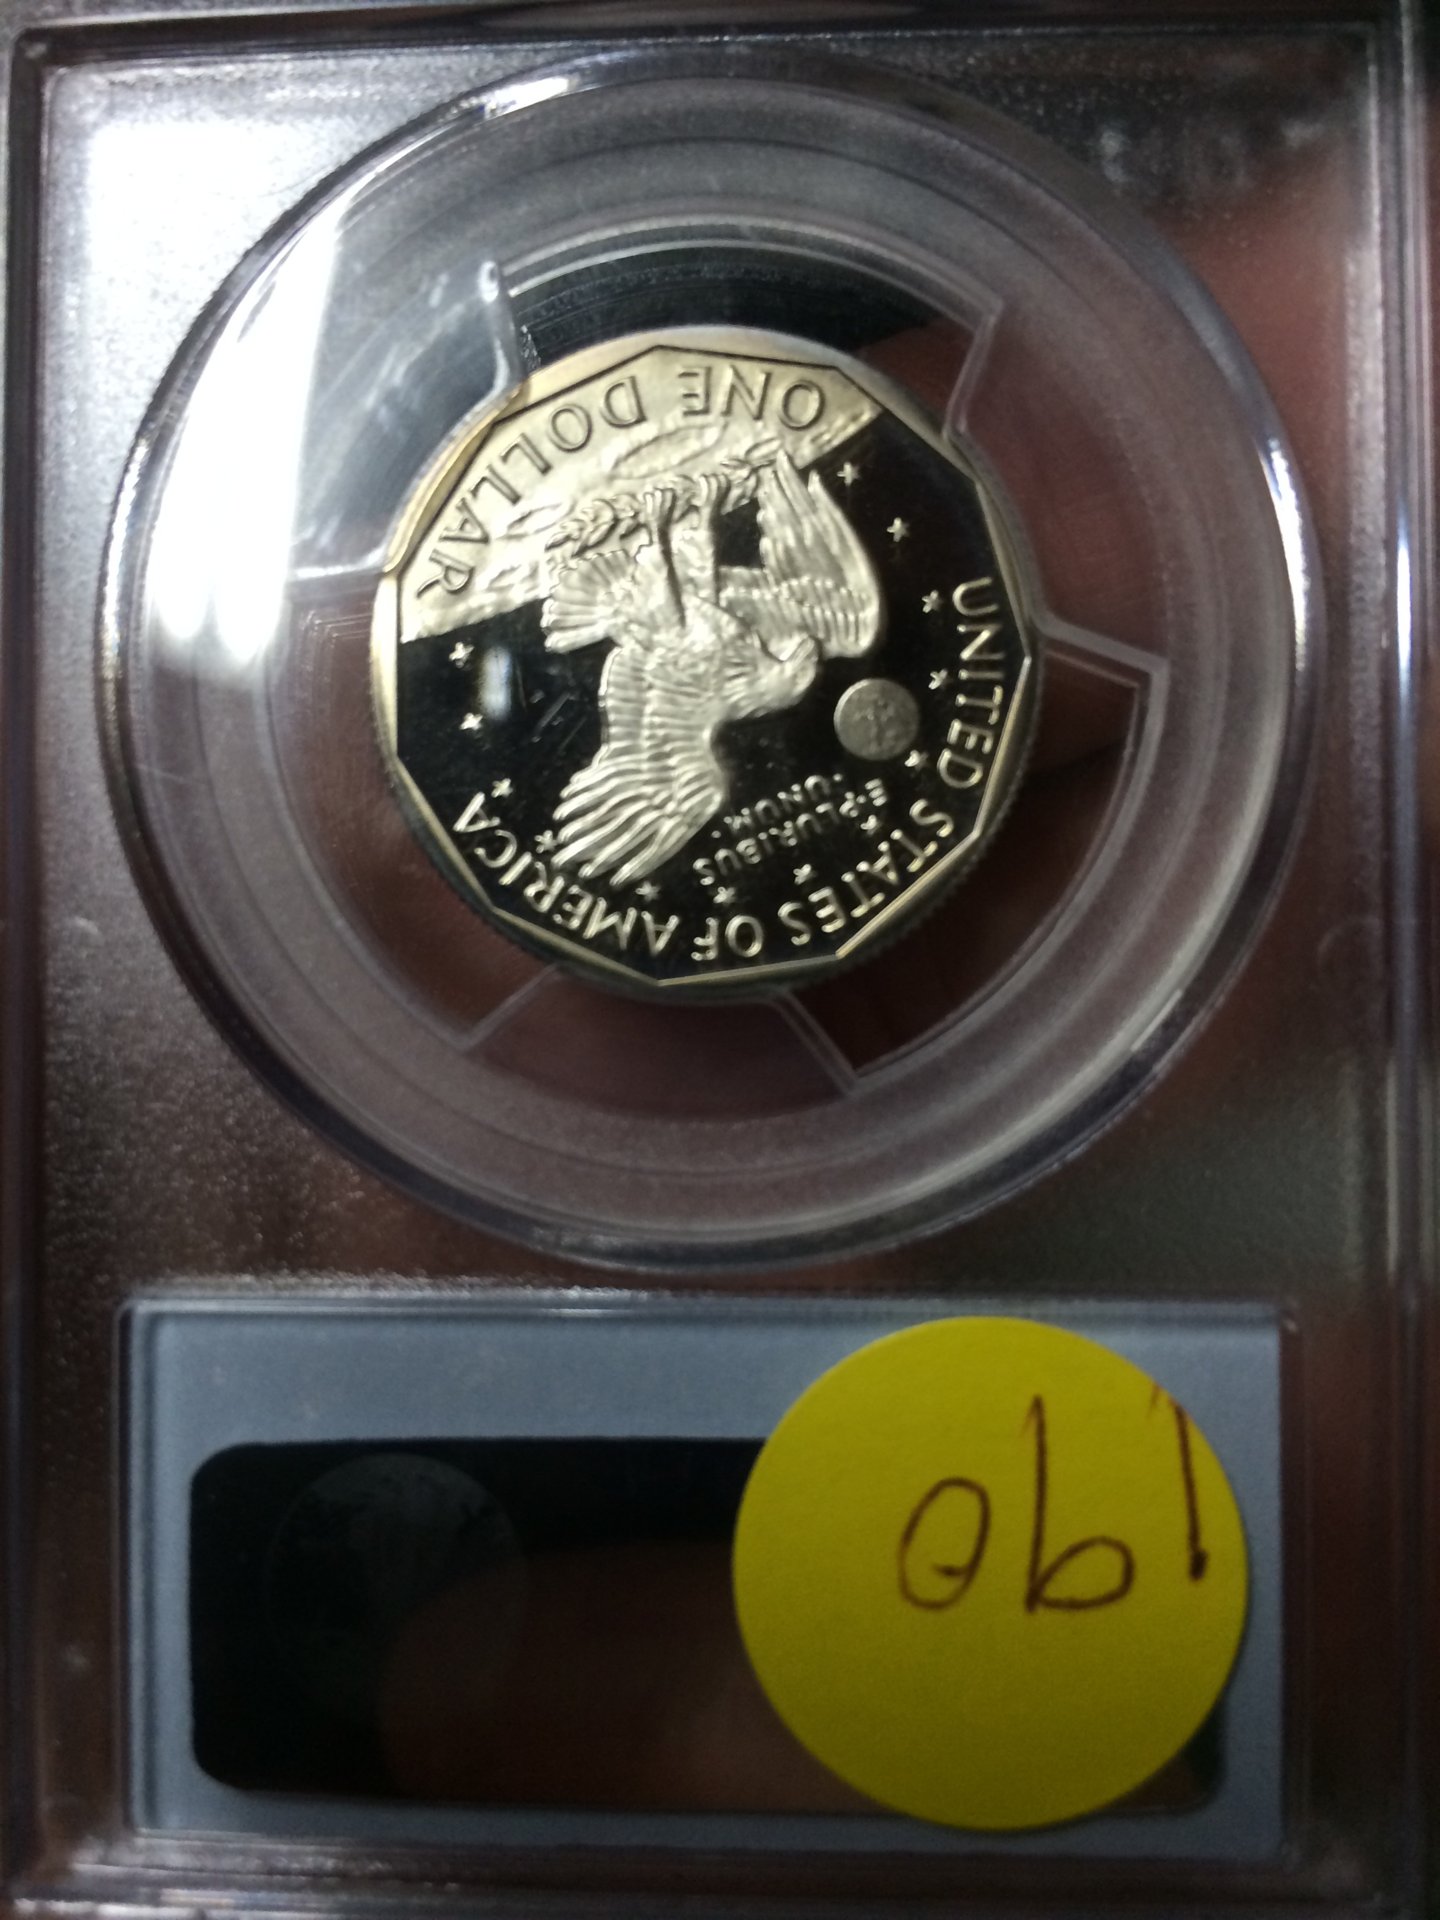 190
UNITED STATES OF AMERICA
E·PLURIBUS
·UNUM·
ONE DOLLAR